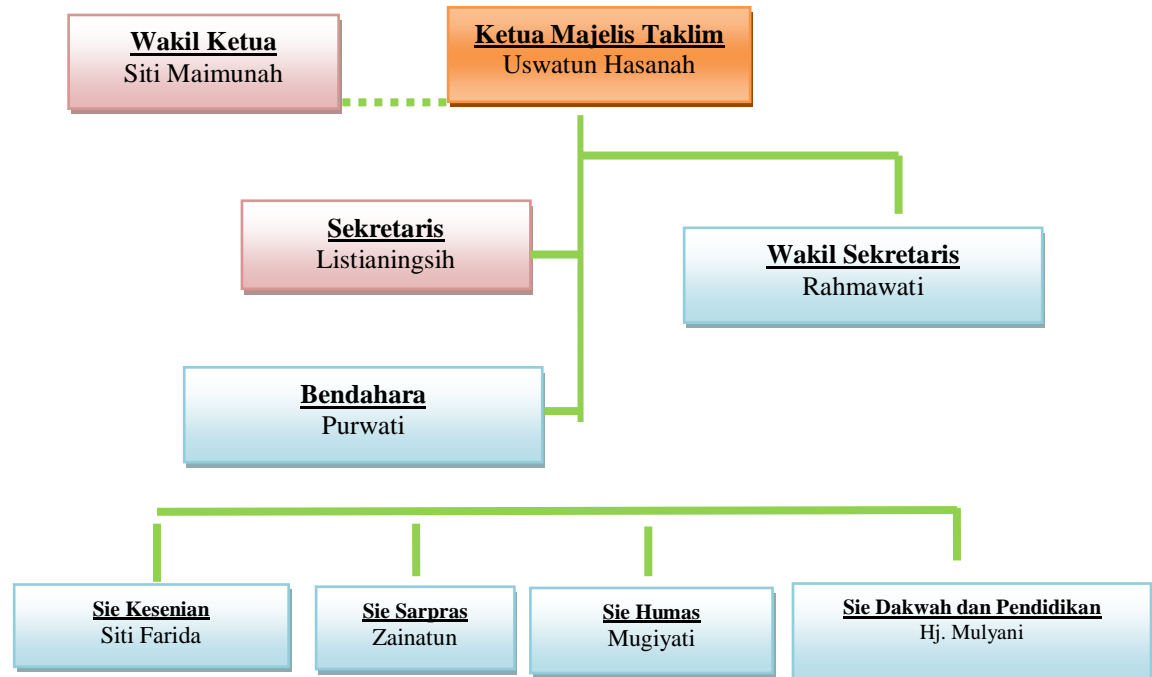 Wakil Ketua
Siti Maimunah
Ketua Majelis Taklim
Uswatun Hasanah
Sekretaris
Listianingsih
Wakil Sekretaris
Rahmawati
Bendahara
Purwati
Sie Kesenian
Siti Farida
Sie Sarpras
Zainatun
Sie Humas
Mugiyati
Sie Dakwah dan Pendidikan
Hj. Mulyani